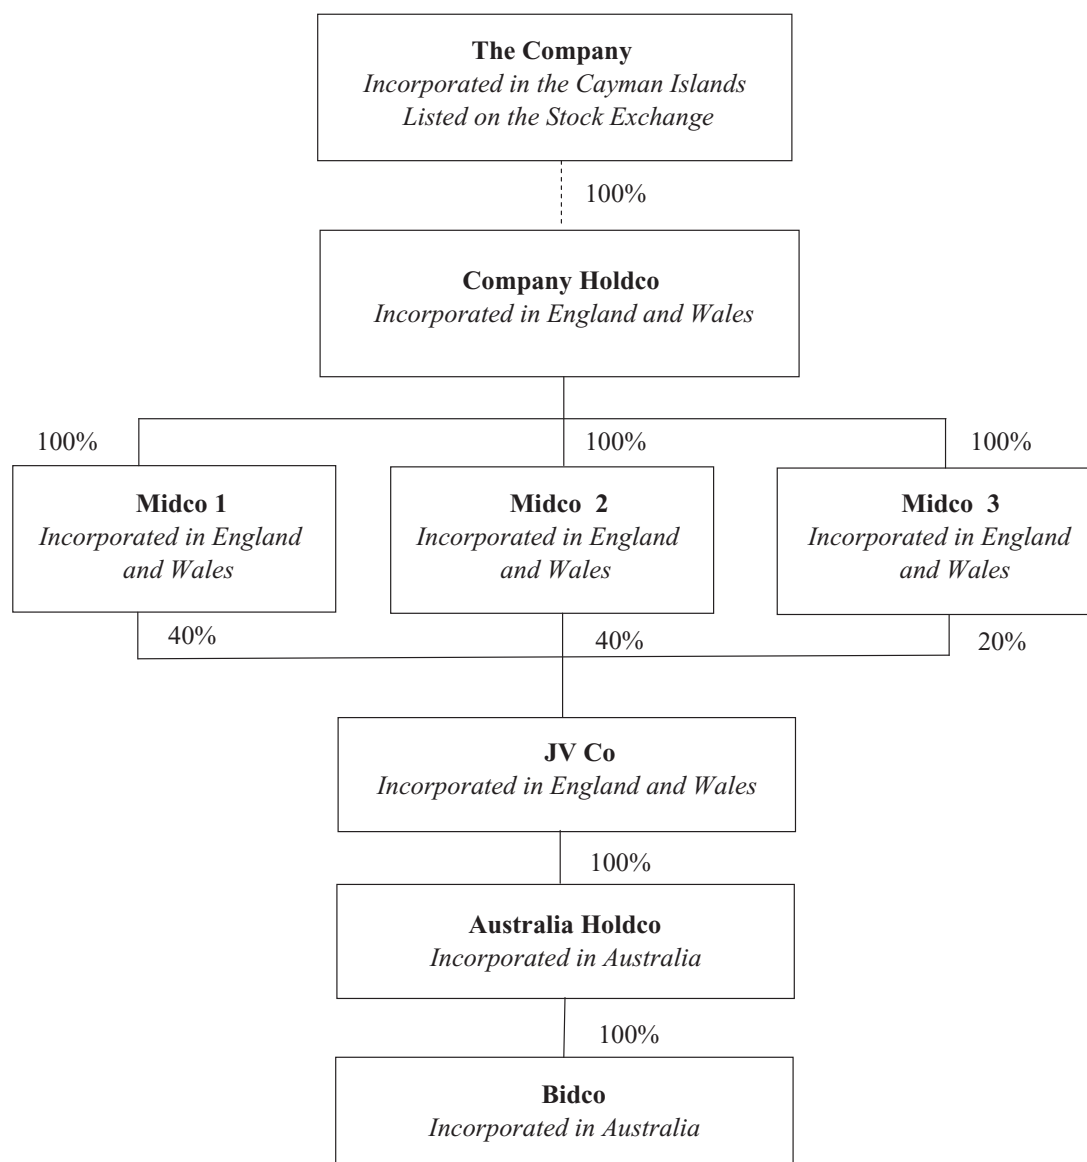 The Company
Incorporated in the Cayman Islands
Listed on the Stock Exchange
100%
Company Holdco
Incorporated in England and Wales
100%
100%
100%
Midco 1
Incorporated in England
and Wales
Midco 2
Incorporated in England
and Wales
Midco 3
Incorporated in England
and Wales
40%
40%
20%
JV Co
Incorporated in England and Wales
100%
Australia Holdco
Incorporated in Australia
100%
Bidco
Incorporated in Australia